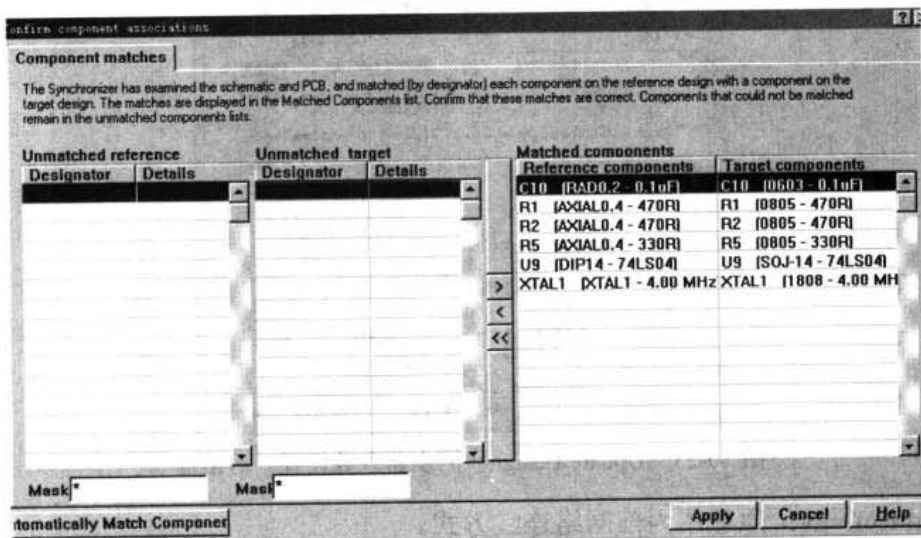 onfirm component associations
Component matches
The Synchronizer has examined the schematic and PCB, and matched (by designator) each component on the reference design with a component on the
target design. The matches are displayed in the Matched Components list. Confirm that these matches are correct. Components that could not be matched
remain in the unmatched components lists.
Unmatched reference Unmatched target Matched components
Designator Details Designator Details Reference components Target components
C10 [RAD0.2 - 0.1uF] C10 [0603 - 0.1uF]
R1 [AXIAL0.4 - 470R] R1 [0805 - 470R]
R2 [AXIAL0.4 - 470R] R2 [0805 - 470R]
R5 [AXIAL0.4 - 330R] R5 [0805 - 330R]
U9 [DIP14 - 74LS04] U9 [SOJ-14 - 74LS04]
XTAL1 [XTAL1 - 4.00 MHz XTAL1 [1808 - 4.00 MH
>
<
<<
Mask * Mask *
tomatically Match Componer Apply Cancel Help